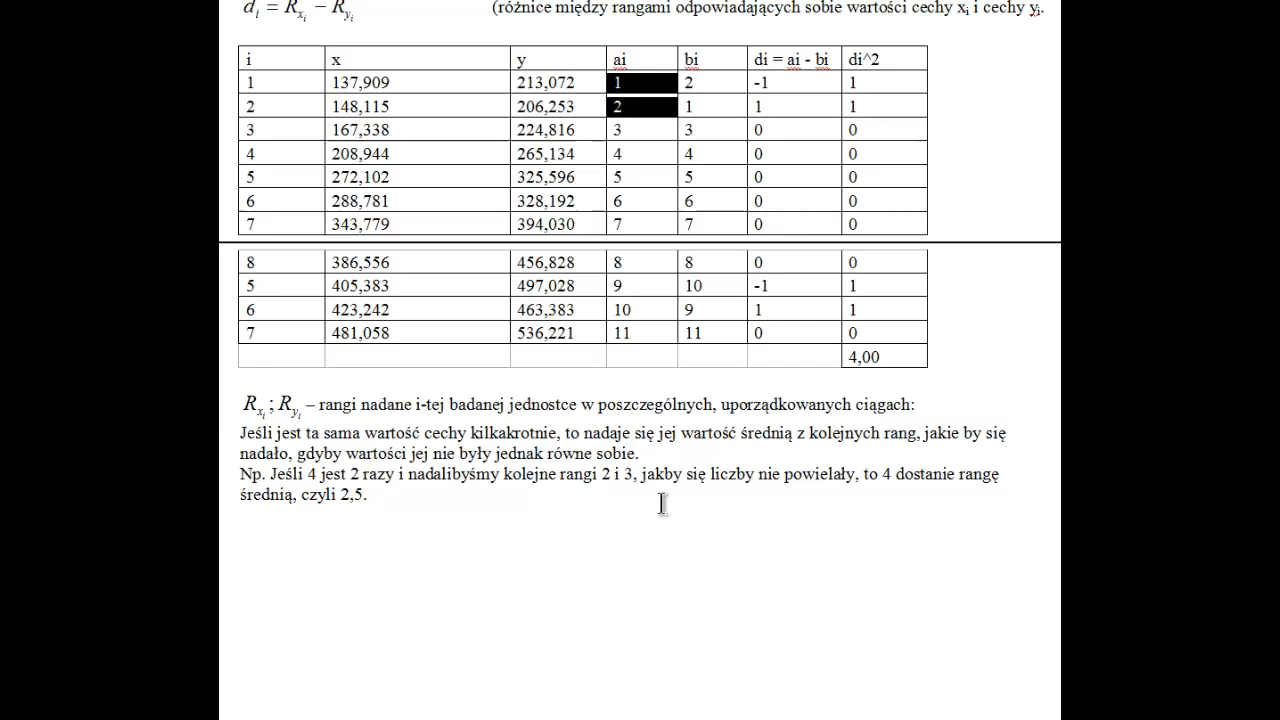 di = Rxi − Ryi (różnice między rangami odpowiadających sobie wartości cechy xi i cechy yi.
i x y ai bi di = ai - bi di^2
1 137,909 213,072 1 2 -1 1
2 148,115 206,253 2 1 1 1
3 167,338 224,816 3 3 0 0
4 208,944 265,134 4 4 0 0
5 272,102 325,596 5 5 0 0
6 288,781 328,192 6 6 0 0
7 343,779 394,030 7 7 0 0
8 386,556 456,828 8 8 0 0
5 405,383 497,028 9 10 -1 1
6 423,242 463,383 10 9 1 1
7 481,058 536,221 11 11 0 0
4,00
Rxi ; Ryi – rangi nadane i-tej badanej jednostce w poszczególnych, uporządkowanych ciągach:
Jeśli jest ta sama wartość cechy kilkakrotnie, to nadaje się jej wartość średnią z kolejnych rang, jakie by się
nadało, gdyby wartości jej nie były jednak równe sobie.
Np. Jeśli 4 jest 2 razy i nadalibyśmy kolejne rangi 2 i 3, jakby się liczby nie powielały, to 4 dostanie rangę
średnią, czyli 2,5.